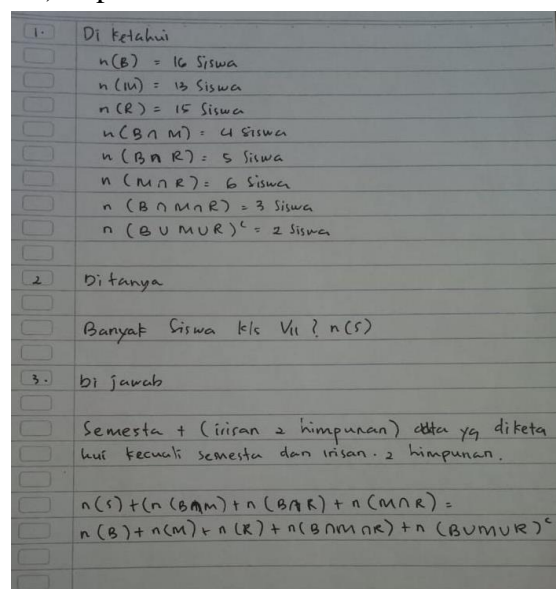 1. Di ketahui
n(B) = 16 Siswa
n(M) = 13 Siswa
n(R) = 15 Siswa
n(B ∩ M) = 4 Siswa
n(B ∩ R) = 5 Siswa
n (M ∩ R) = 6 Siswa
n (B ∩ M ∩ R) = 3 Siswa
n (B ∪ M ∪ R)ᶜ = 2 Siswa
2 Ditanya
Banyak Siswa kls VII ? n(S)
3. Di jawab
Semesta + (irisan 2 himpunan) data yg diketa
hui kecuali semesta dan irisan. 2 himpunan.
n(S) + (n (B∩M) + n (B∩R) + n (M∩R) =
n(B) + n(M) + n (R) + n(B∩M∩R) + n (B∪M∪R)ᶜ